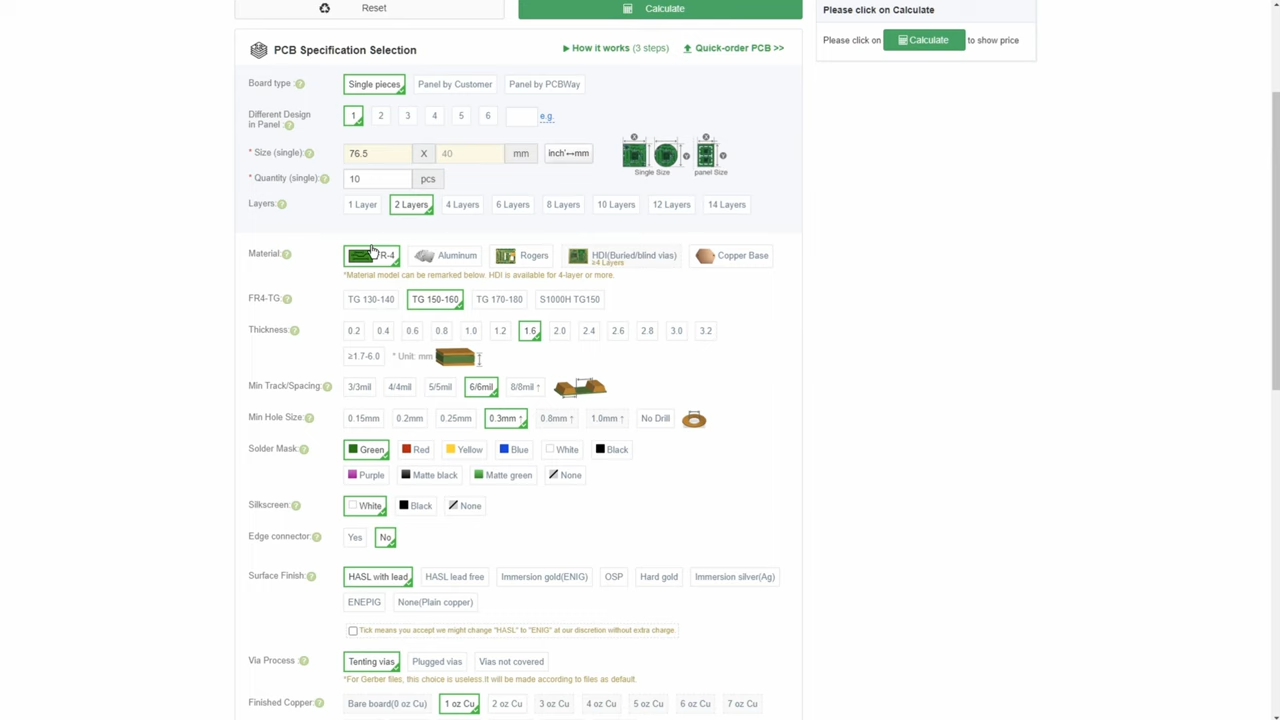 Reset
Calculate
Please click on Calculate
Please click on Calculate to show price
PCB Specification Selection
How it works (3 steps) Quick-order PCB >>
Board type : ? Single pieces Panel by Customer Panel by PCBWay
Different Design
in Panel : ? 1 2 3 4 5 6 e.g.
* Size (single): ? 76.5 X 40 mm inch↔mm
X X Y Y
Single Size panel Size
* Quantity (single): ? 10 pcs
Layers: ? 1 Layer 2 Layers 4 Layers 6 Layers 8 Layers 10 Layers 12 Layers 14 Layers
Material: ? FR-4 Aluminum Rogers HDI(Buried/blind vias) Copper Base
≥4 Layers
*Material model can be remarked below. HDI is available for 4-layer or more.
FR4-TG: ? TG 130-140 TG 150-160 TG 170-180 S1000H TG150
Thickness: ? 0.2 0.4 0.6 0.8 1.0 1.2 1.6 2.0 2.4 2.6 2.8 3.0 3.2
≥1.7-6.0 * Unit: mm
Min Track/Spacing: ? 3/3mil 4/4mil 5/5mil 6/6mil 8/8mil ↑
Min Hole Size: ? 0.15mm 0.2mm 0.25mm 0.3mm ↑ 0.8mm ↑ 1.0mm ↑ No Drill
Solder Mask: ? Green Red Yellow Blue White Black
Purple Matte black Matte green None
Silkscreen: ? White Black None
Edge connector: ? Yes No
Surface Finish: ? HASL with lead HASL lead free Immersion gold(ENIG) OSP Hard gold Immersion silver(Ag)
ENEPIG None(Plain copper)
Tick means you accept we might change "HASL" to "ENIG" at our discretion without extra charge.
Via Process : ? Tenting vias Plugged vias Vias not covered
*For Gerber files, this choice is useless It will be made according to files as default.
Finished Copper: ? Bare board(0 oz Cu) 1 oz Cu 2 oz Cu 3 oz Cu 4 oz Cu 5 oz Cu 6 oz Cu 7 oz Cu